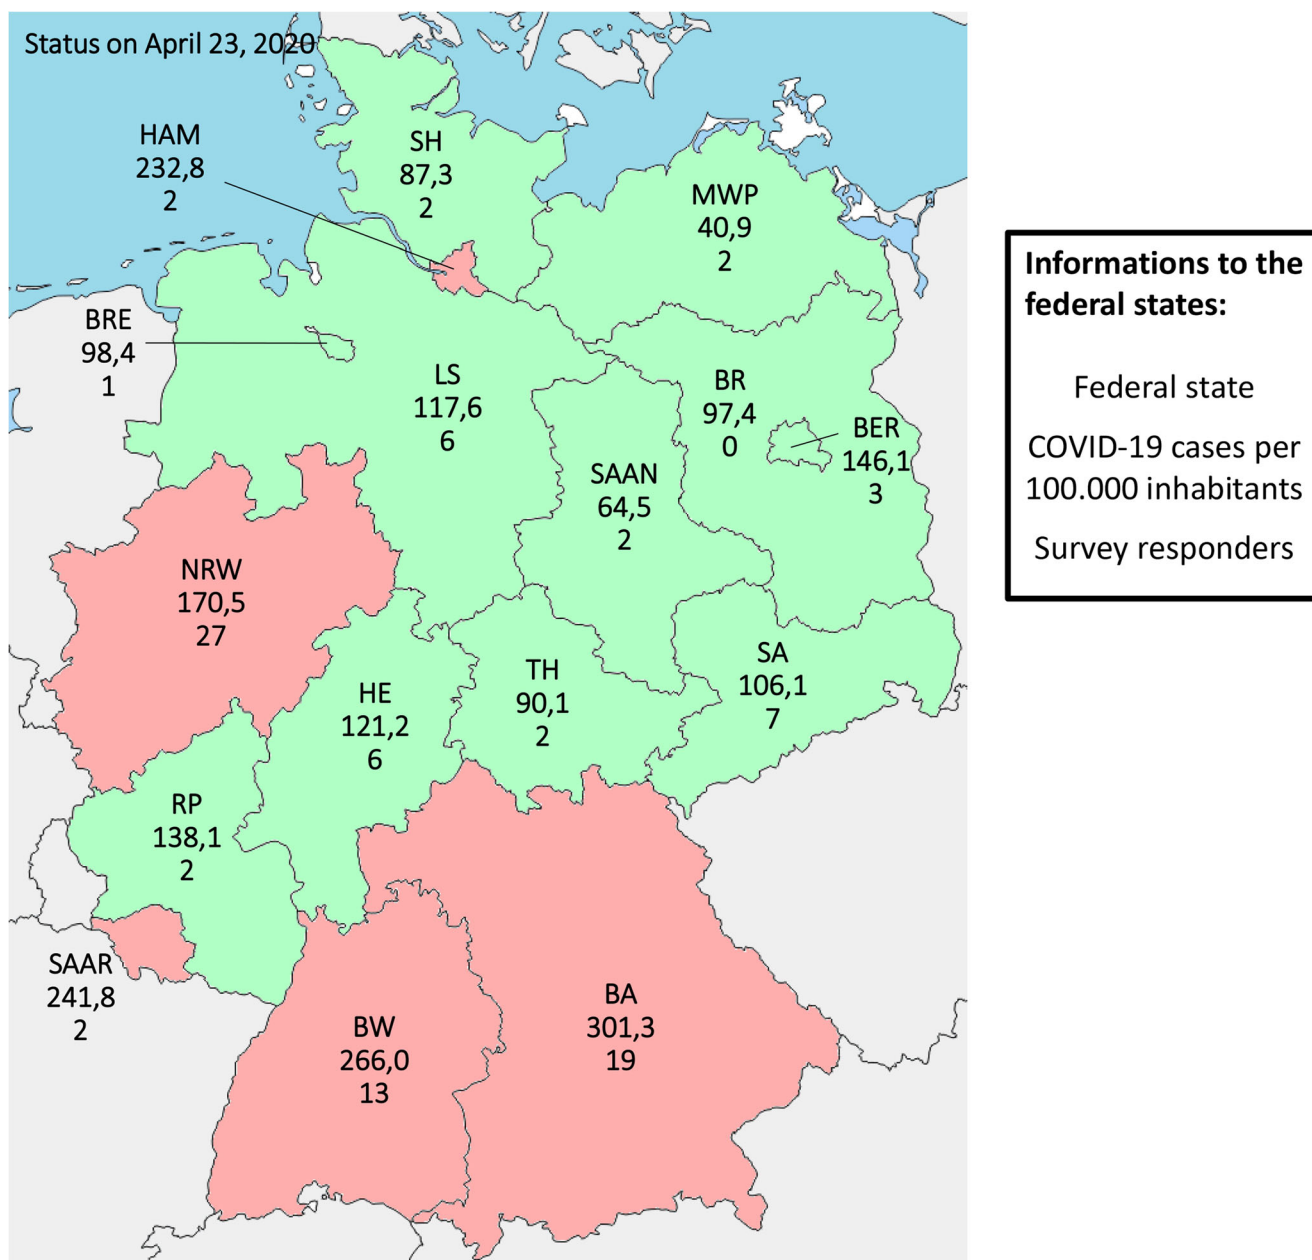 Status on April 23, 2020
HAM
232,8
2
SH
87,3
2
MWP
40,9
2
BRE
98,4
1
LS
117,6
6
BR
97,4
0
BER
146,1
3
SAAN
64,5
2
NRW
170,5
27
HE
121,2
6
TH
90,1
2
SA
106,1
7
RP
138,1
2
SAAR
241,8
2
BW
266,0
13
BA
301,3
19
Informations to the
federal states:
Federal state
COVID-19 cases per
100.000 inhabitants
Survey responders